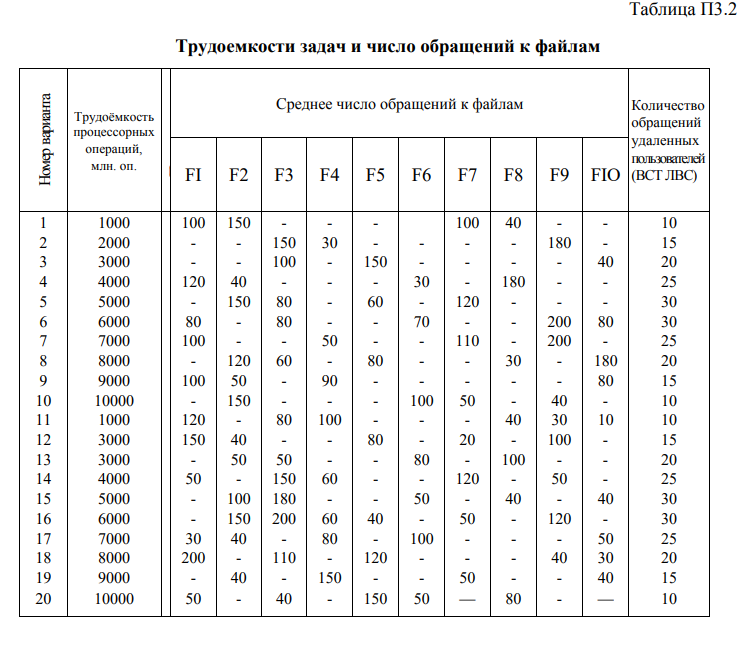 Таблица П3.2
Трудоемкости задач и число обращений к файлам
Номер варианта
Трудоёмкость
процессорных
операций,
млн. оп.
Среднее число обращений к файлам
Количество
обращений
удаленных
пользователей
(ВСТ ЛВС)
FI F2 F3 F4 F5 F6 F7 F8 F9 FIO
1 1000 100 150 - - - 100 40 - - 10
2 2000 - - 150 30 - - - - 180 - 15
3 3000 - - 100 - 150 - - - - 40 20
4 4000 120 40 - - - 30 - 180 - - 25
5 5000 - 150 80 - 60 - 120 - - - 30
6 6000 80 - 80 - - 70 - - 200 80 30
7 7000 100 - - 50 - - 110 - 200 - 25
8 8000 - 120 60 - 80 - - 30 - 180 20
9 9000 100 50 - 90 - - - - - 80 15
10 10000 - 150 - - - 100 50 - 40 - 10
11 1000 120 - 80 100 - - - 40 30 10 10
12 3000 150 40 - - 80 - 20 - 100 - 15
13 3000 - 50 50 - - 80 - 100 - - 20
14 4000 50 - 150 60 - - 120 - 50 - 25
15 5000 - 100 180 - - 50 - 40 - 40 30
16 6000 - 150 200 60 40 - 50 - 120 - 30
17 7000 30 40 - 80 - 100 - - - 50 25
18 8000 200 - 110 - 120 - - - 40 30 20
19 9000 - 40 - 150 - - 50 - - 40 15
20 10000 50 - 40 - 150 50 — 80 - — 10